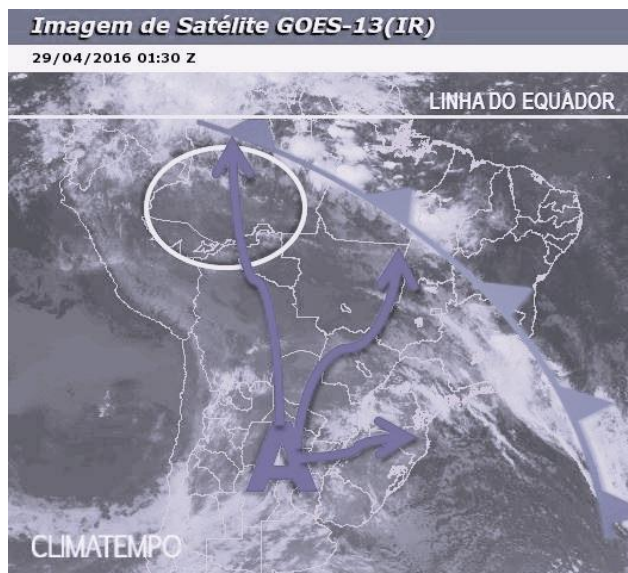 Imagem de Satélite GOES-13(IR)
29/04/2016 01:30 Z
LINHA DO EQUADOR
A
CLIMATEMPO